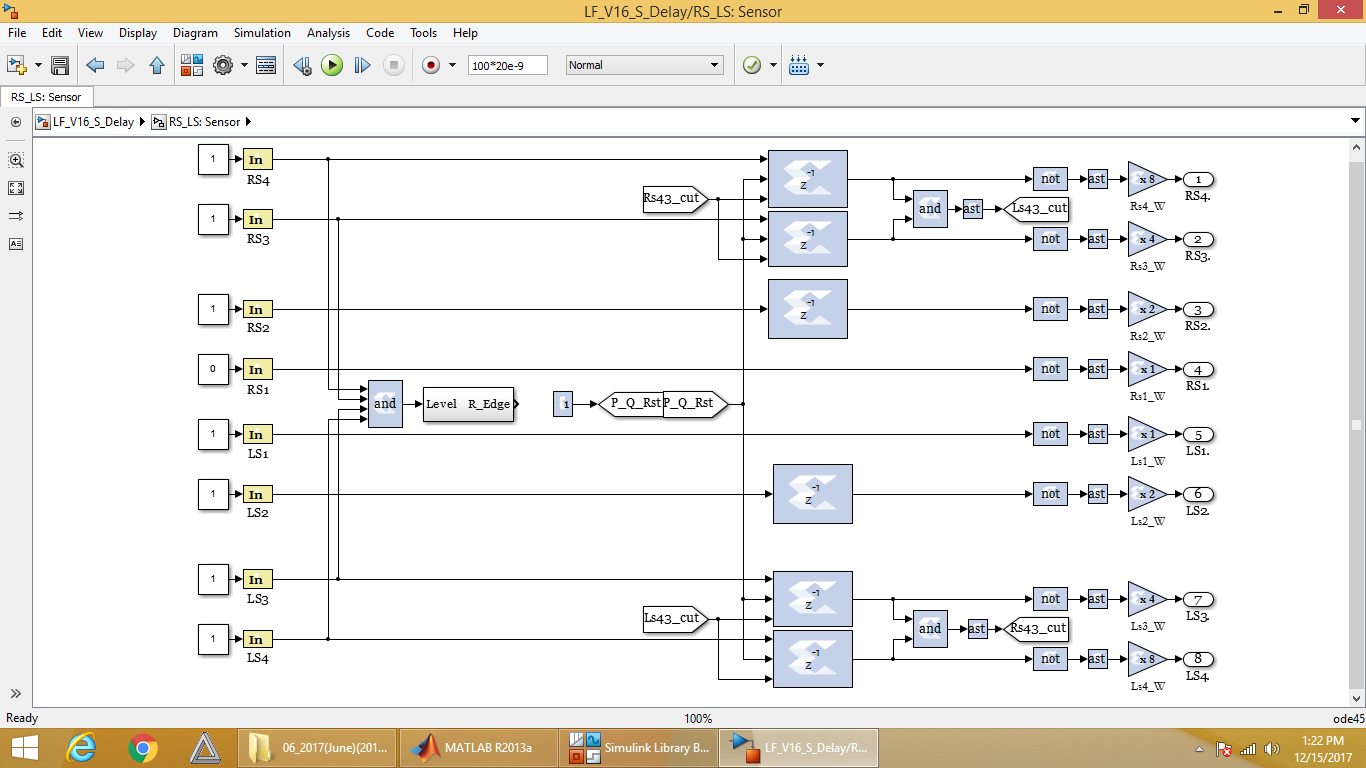 LF_V16_S_Delay/RS_LS: Sensor
File Edit View Display Diagram Simulation Analysis Code Tools Help
100*20e-9 Normal
RS_LS: Sensor
LF_V16_S_Delay RS_LS: Sensor
1 In RS4
1 In RS3
1 In RS2
0 In RS1
1 In LS1
1 In LS2
1 In LS3
1 In LS4
and
Level R_Edge
1
P_Q_Rst
P_Q_Rst
Rs43_cut
Ls43_cut
z -1
z -1
z -1
z -1
z -1
z -1
and ast Ls43_cut
and ast Rs43_cut
not ast x 8 Rs4_W 1 RS4.
not ast x 4 Rs3_W 2 RS3.
not ast x 2 Rs2_W 3 RS2.
not ast x 1 Rs1_W 4 RS1.
not ast x 1 Ls1_W 5 LS1.
not ast x 2 Ls2_W 6 LS2.
not ast x 4 Ls3_W 7 LS3.
not ast x 8 Ls4_W 8 LS4.
Ready 100% ode45
06_2017(June)(201... MATLAB R2013a Simulink Library B... LF_V16_S_Delay/R...
1:22 PM
12/15/2017